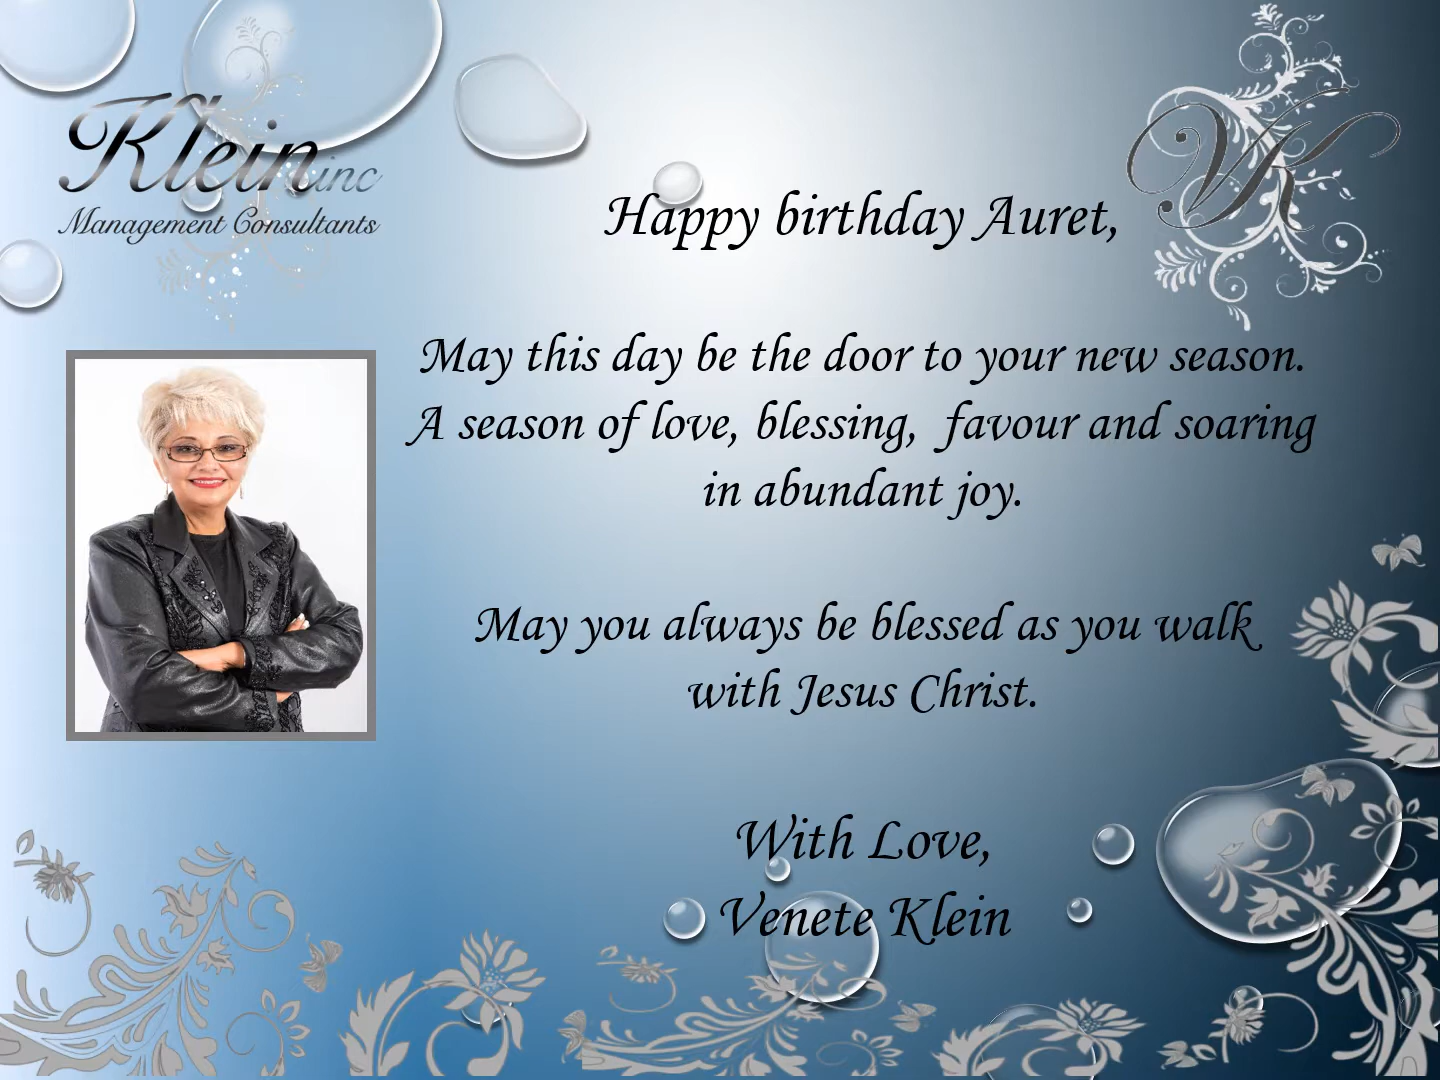 Klein inc
Management Consultants
VK
Happy birthday Auret,
May this day be the door to your new season.
A season of love, blessing,  favour and soaring
in abundant joy.
May you always be blessed as you walk
with Jesus Christ.
With Love,
Venete Klein